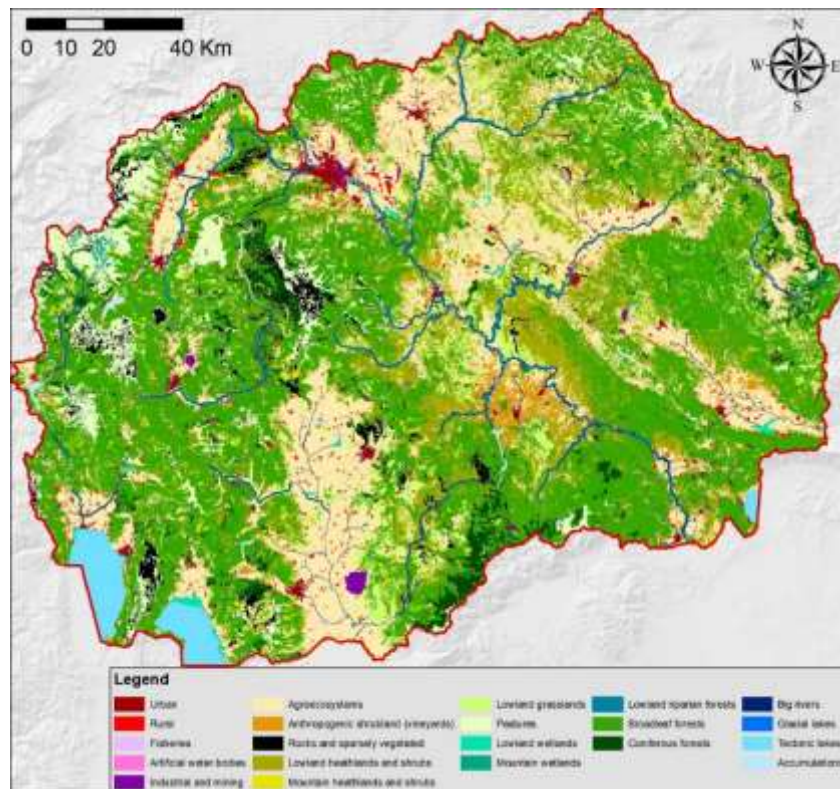 0 10 20 40 Km
N
W E
S
Legend
Urban
Rural
Fisheries
Artificial water bodies
Industrial and mining
Agroecosystems
Anthropogenic shrubland (vineyards)
Rocks and sparsely vegetated
Lowland heathlands and shrubs
Mountain heathlands and shrubs
Lowland grasslands
Pastures
Lowland wetlands
Mountain wetlands
Lowland riparian forests
Broadleaf forests
Coniferous forests
Big rivers
Glacial lakes
Tectonic lakes
Accumulations